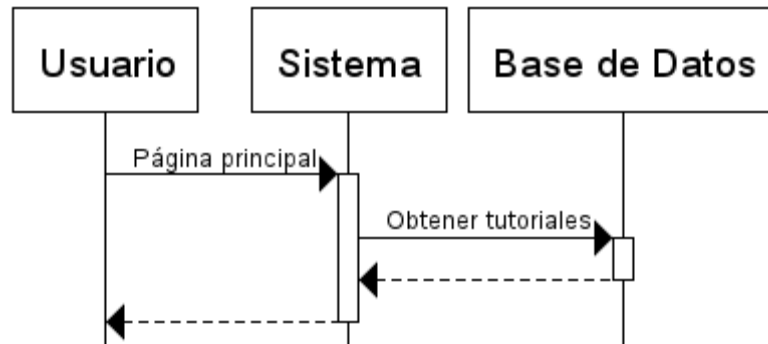 Usuario
Sistema
Base de Datos
Página principal
Obtener tutoriales